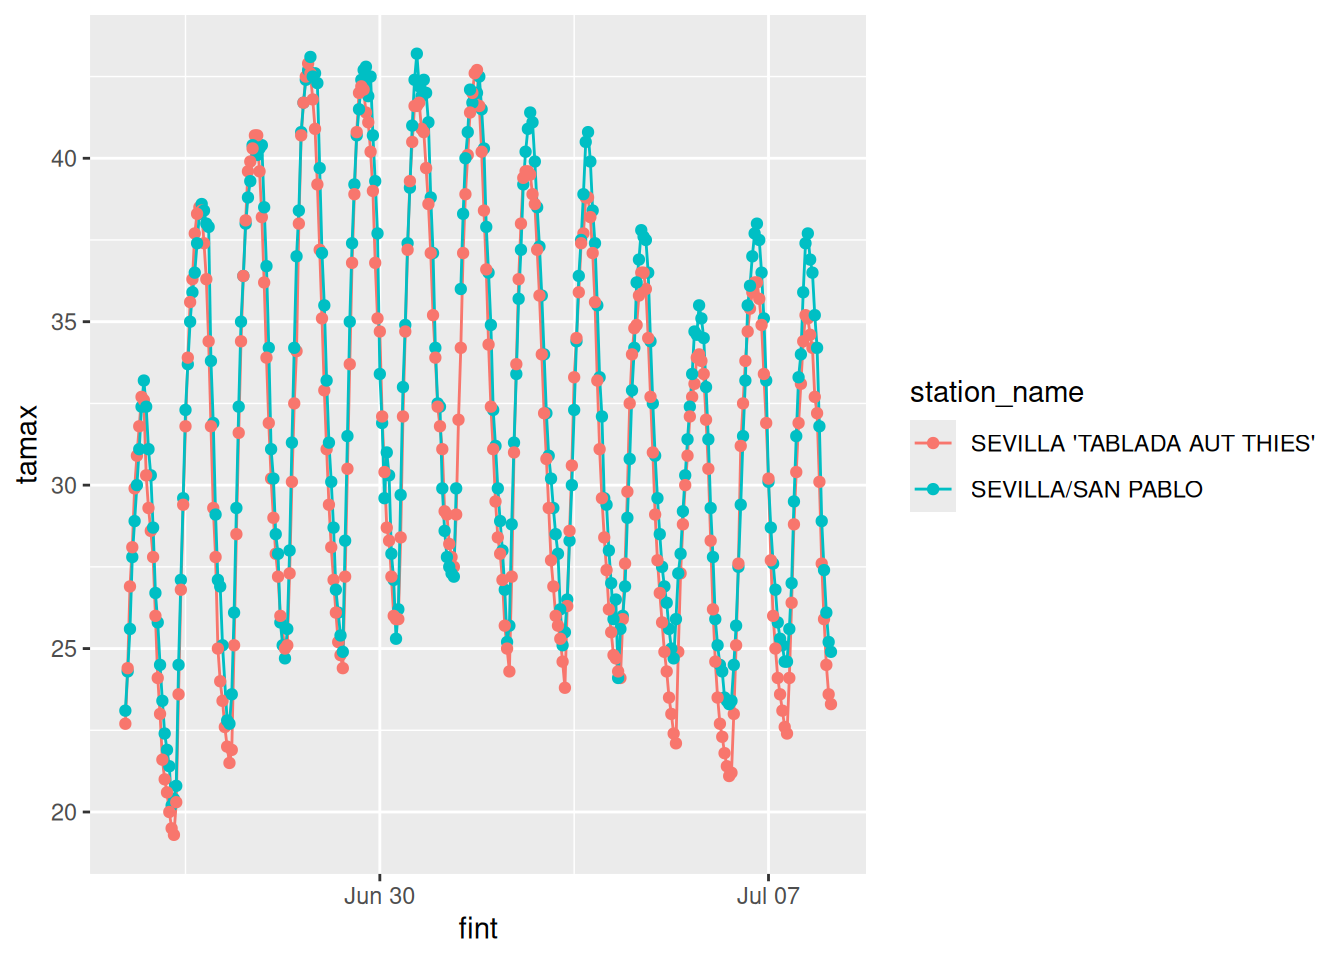 tamax
40
35
30
25
20
Jun 30
Jul 07
fint
station_name
SEVILLA 'TABLADA AUT THIES'
SEVILLA/SAN PABLO